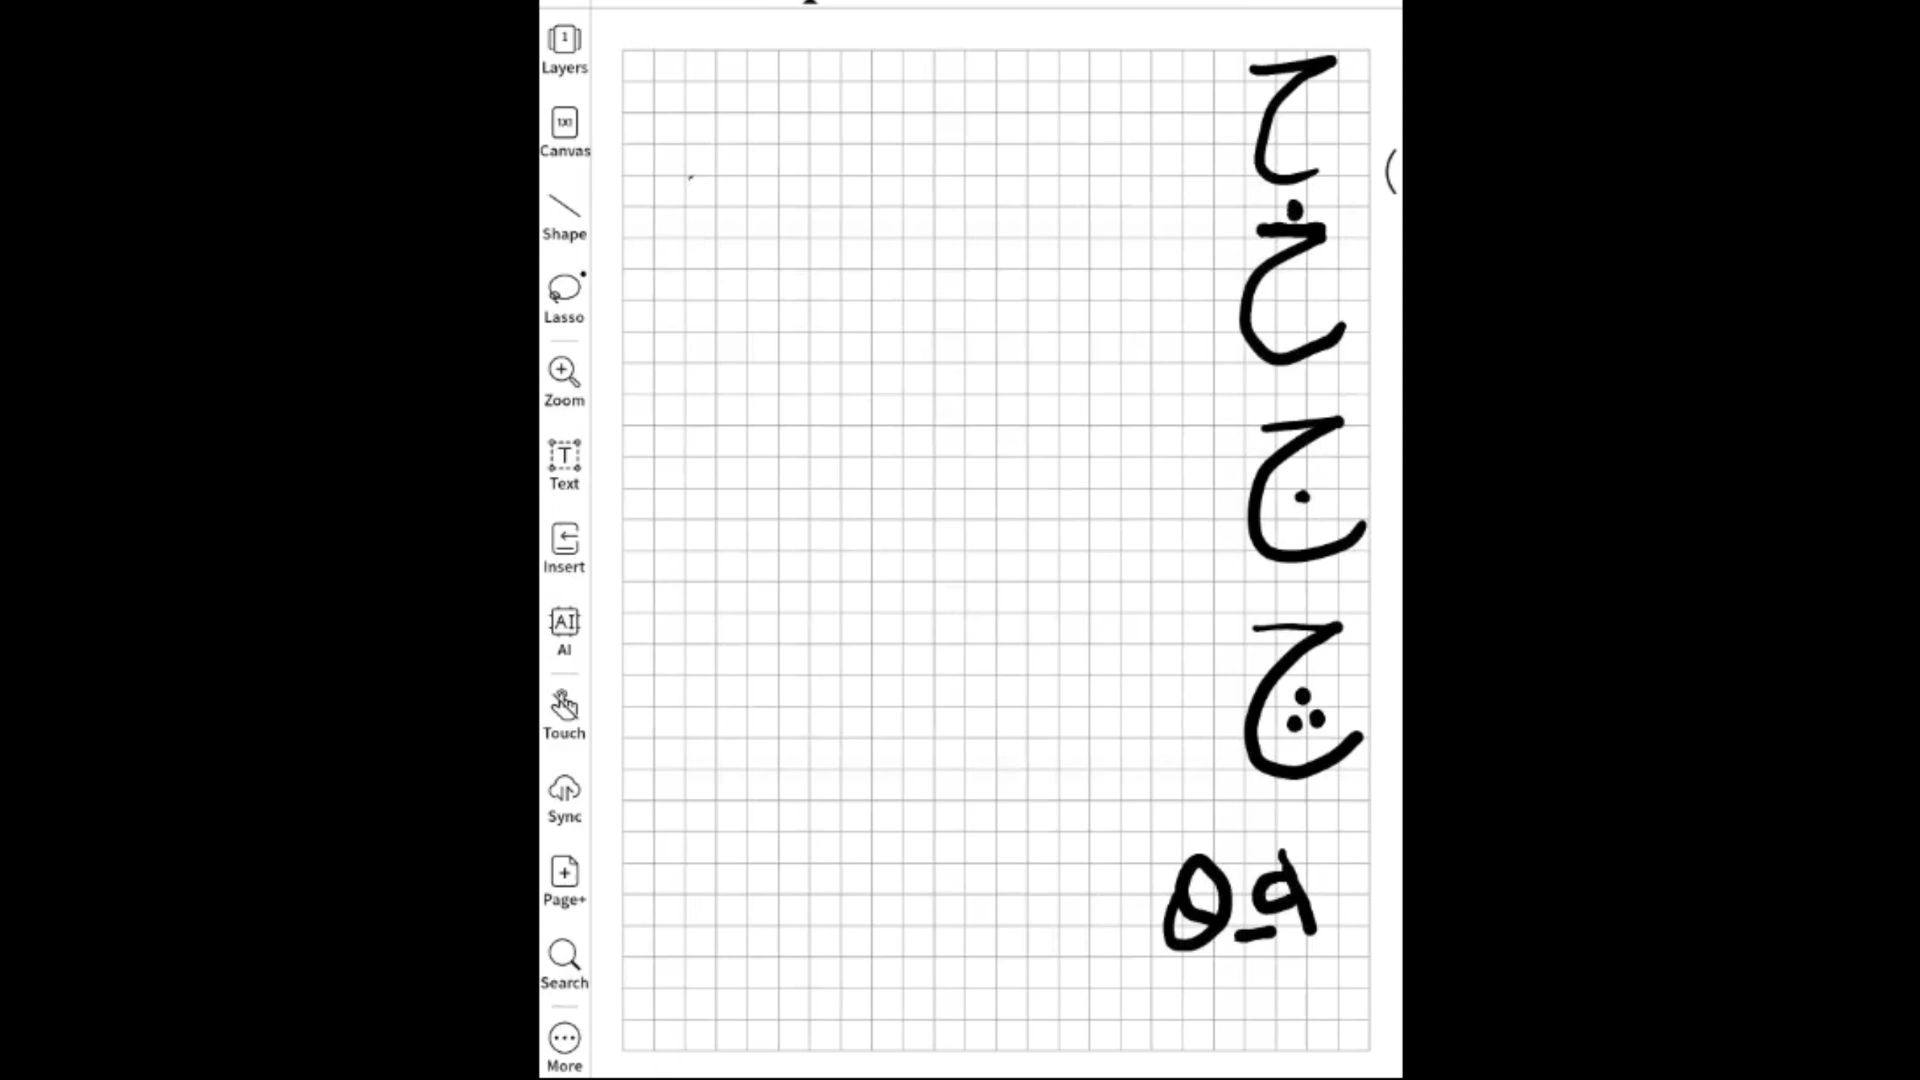 Layers
Canvas
Shape
Lasso
Zoom
Text
Insert
AI
Touch
Sync
Page+
Search
More
ح
خ
ج
چ